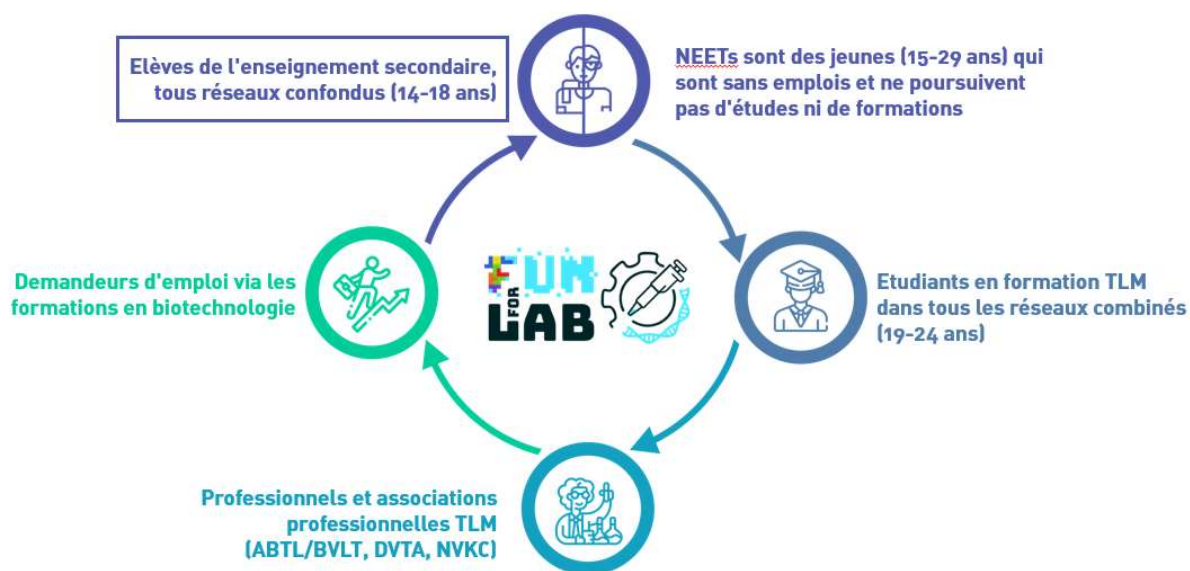 Elèves de l'enseignement secondaire,
tous réseaux confondus (14-18 ans)
NEETs sont des jeunes (15-29 ans) qui
sont sans emplois et ne poursuivent
pas d'études ni de formations
Demandeurs d'emploi via les
formations en biotechnologie
FUN
FOR
LAB
Etudiants en formation TLM
dans tous les réseaux combinés
(19-24 ans)
Professionnels et associations
professionnelles TLM
(ABTL/BVLT, DVTA, NVKC)